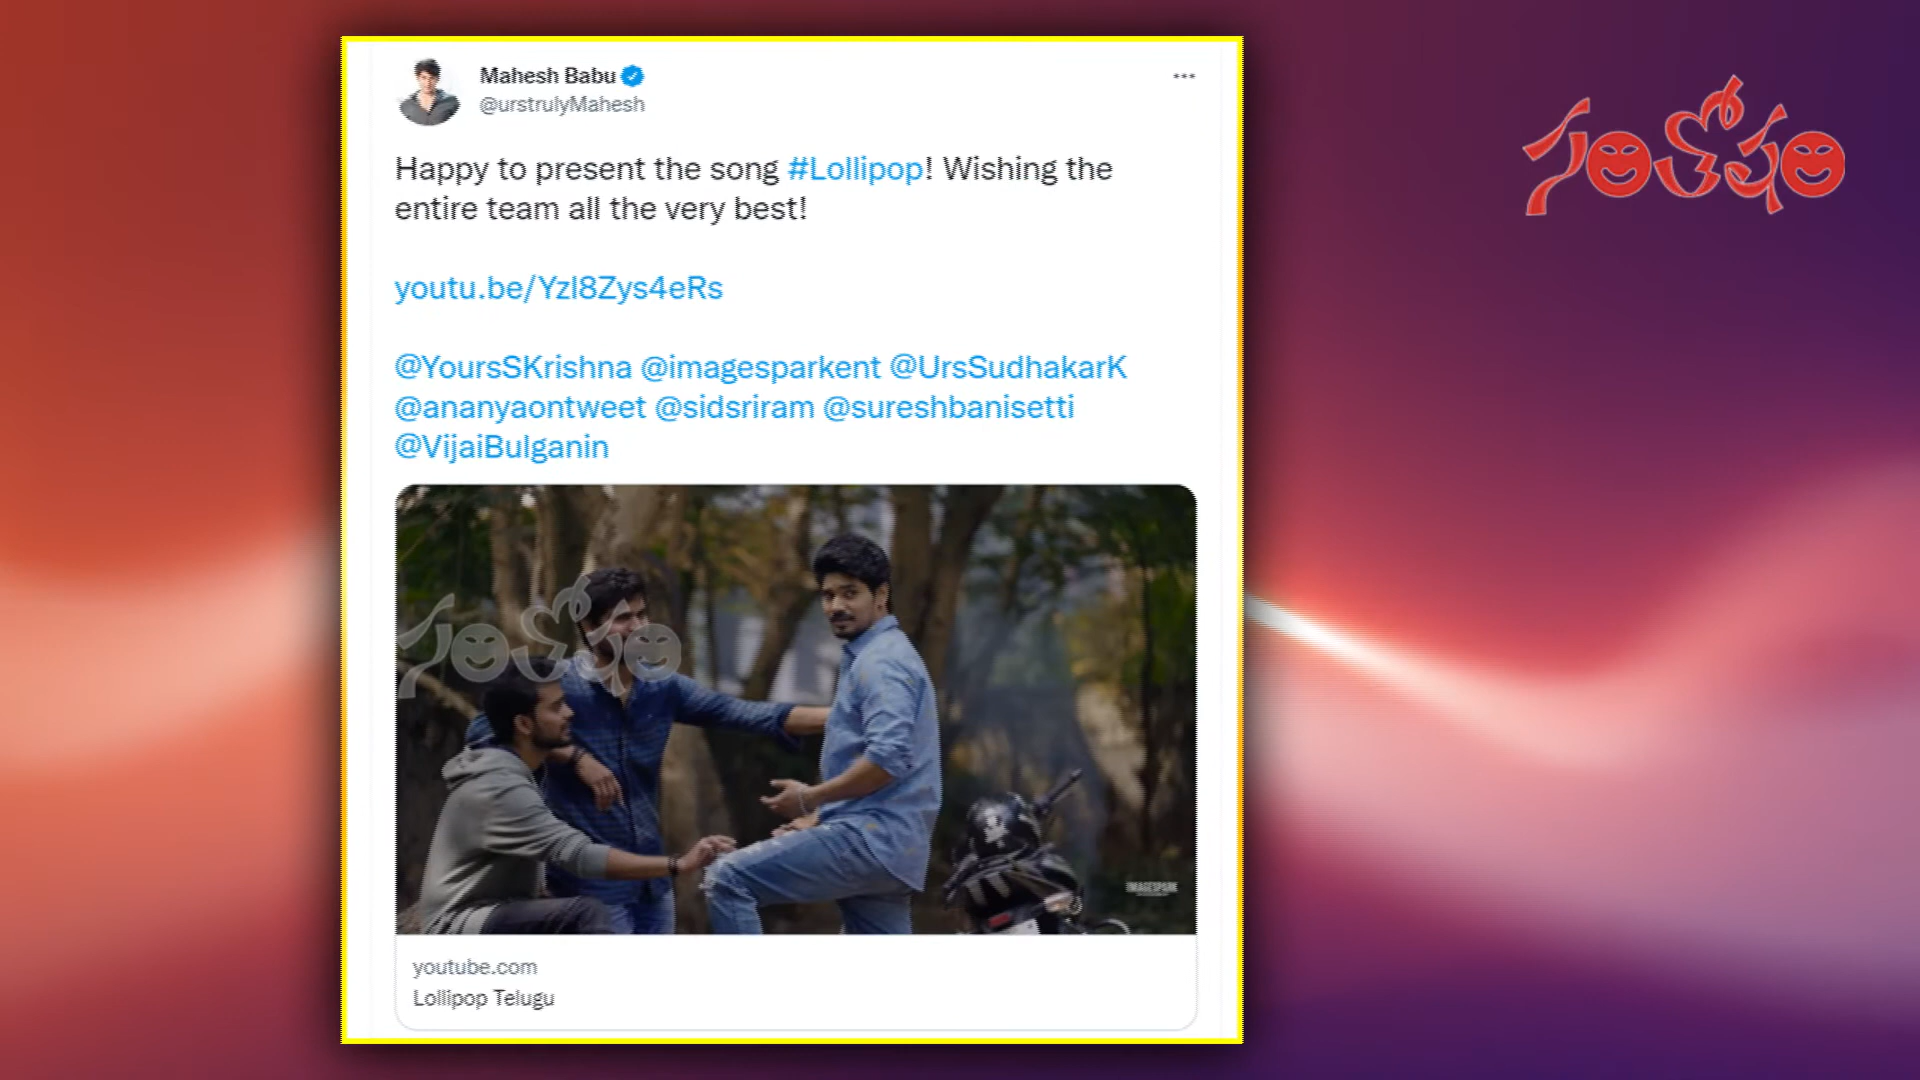 Mahesh Babu
@urstrulyMahesh
Happy to present the song #Lollipop! Wishing the
entire team all the very best!
youtu.be/Yzl8Zys4eRs
@YoursSKrishna @imagesparkent @UrsSudhakarK
@ananyaontweet @sidsriram @sureshbanisetti
@VijaiBulganin
సంతోషం
సంతోషం
IMAGESPARK
youtube.com
Lollipop Telugu